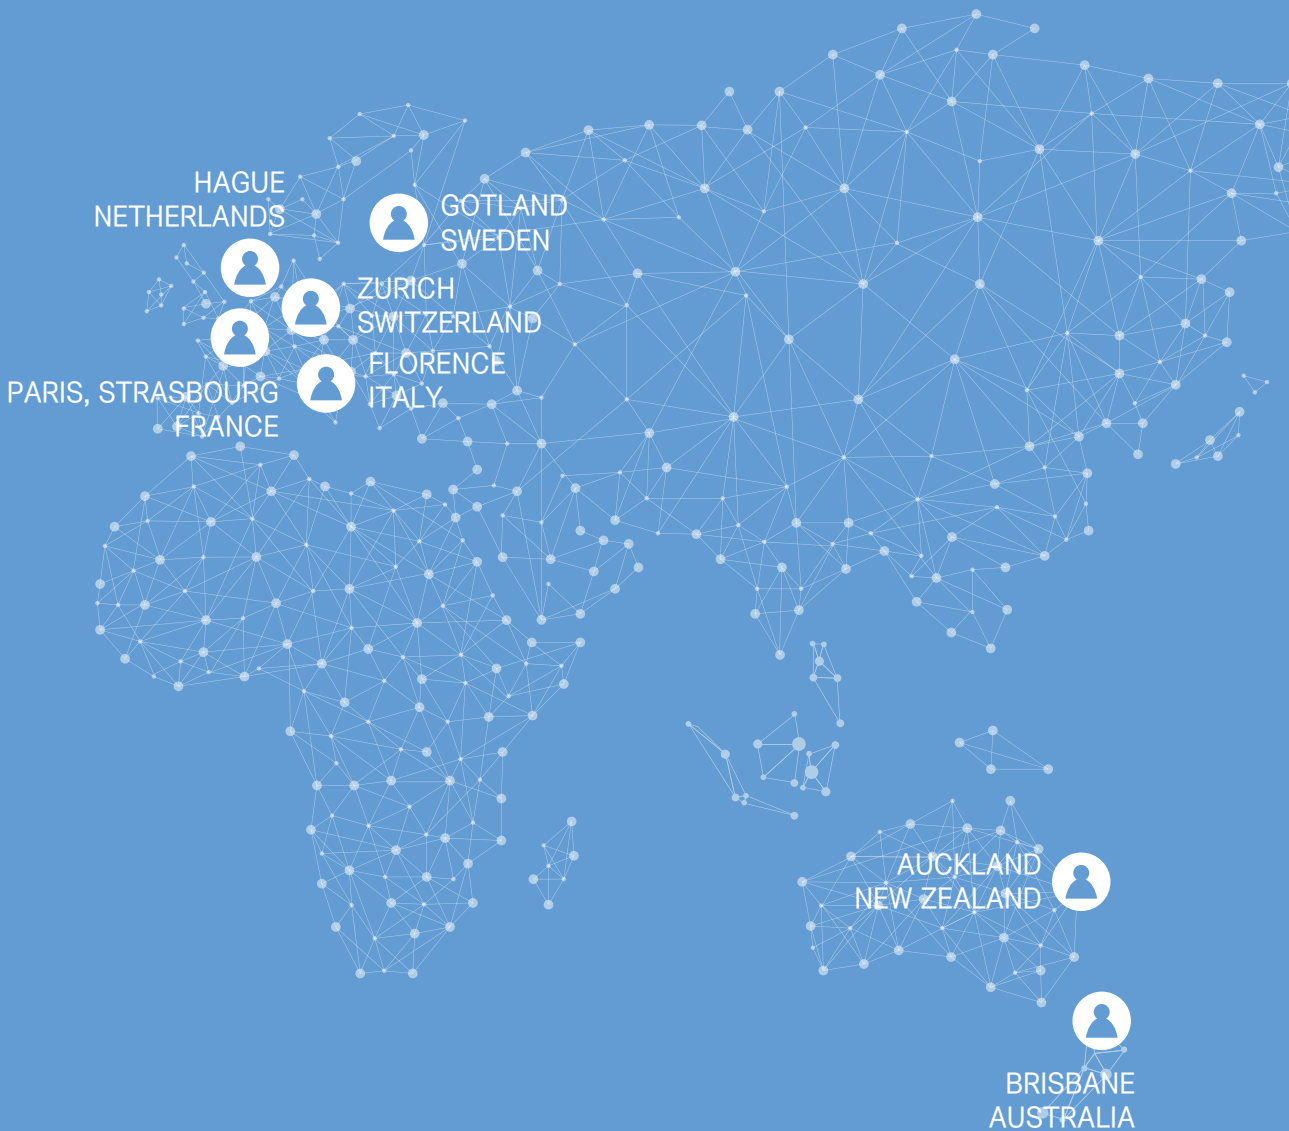 HAGUE
NETHERLANDS
GOTLAND
SWEDEN
ZURICH
SWITZERLAND
FLORENCE
ITALY
PARIS, STRASBOURG
FRANCE
AUCKLAND
NEW ZEALAND
BRISBANE
AUSTRALIA